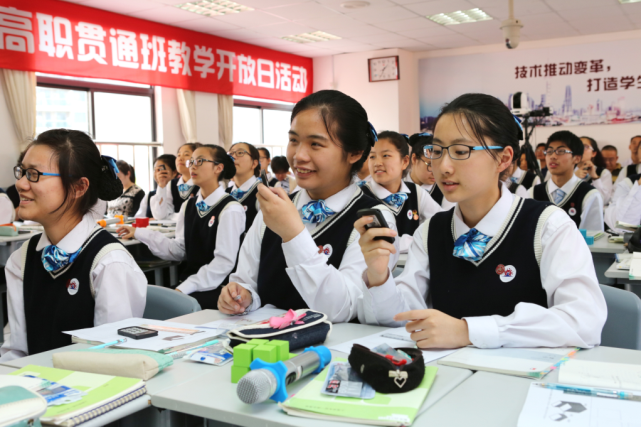 高职贯通班教学开放日活动
技术推动变革，
打造学生